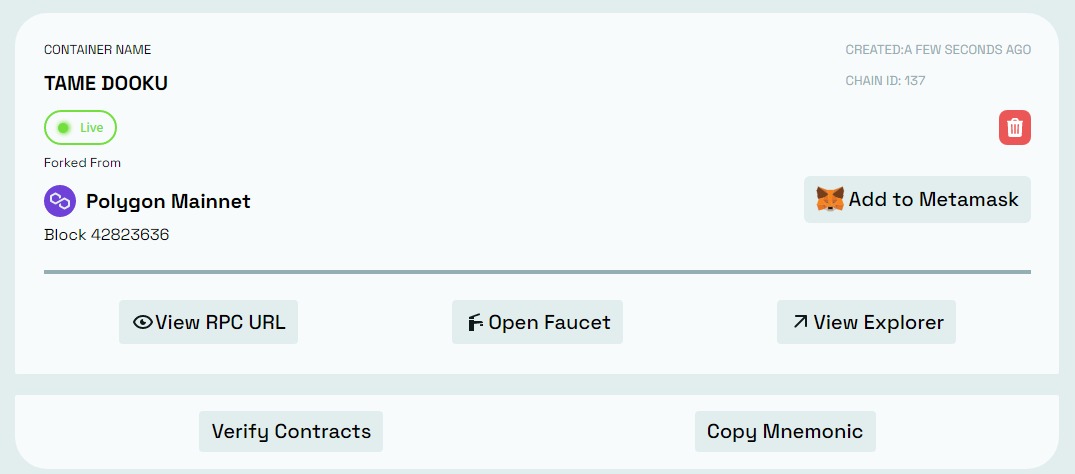 CONTAINER NAME
CREATED:A FEW SECONDS AGO
TAME DOOKU
CHAIN ID: 137
Live
Forked From
Polygon Mainnet
Add to Metamask
Block 42823636
View RPC URL
Open Faucet
View Explorer
Verify Contracts
Copy Mnemonic